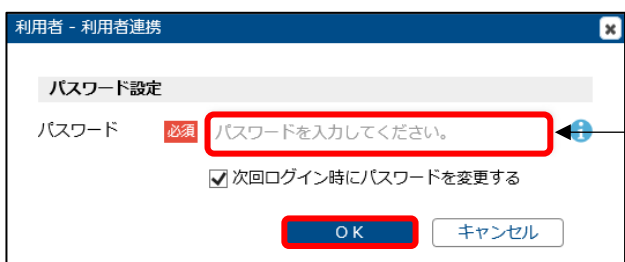 利用者 - 利用者連携
パスワード設定
パスワード 必須 パスワードを入力してください。
次回ログイン時にパスワードを変更する
OK キャンセル